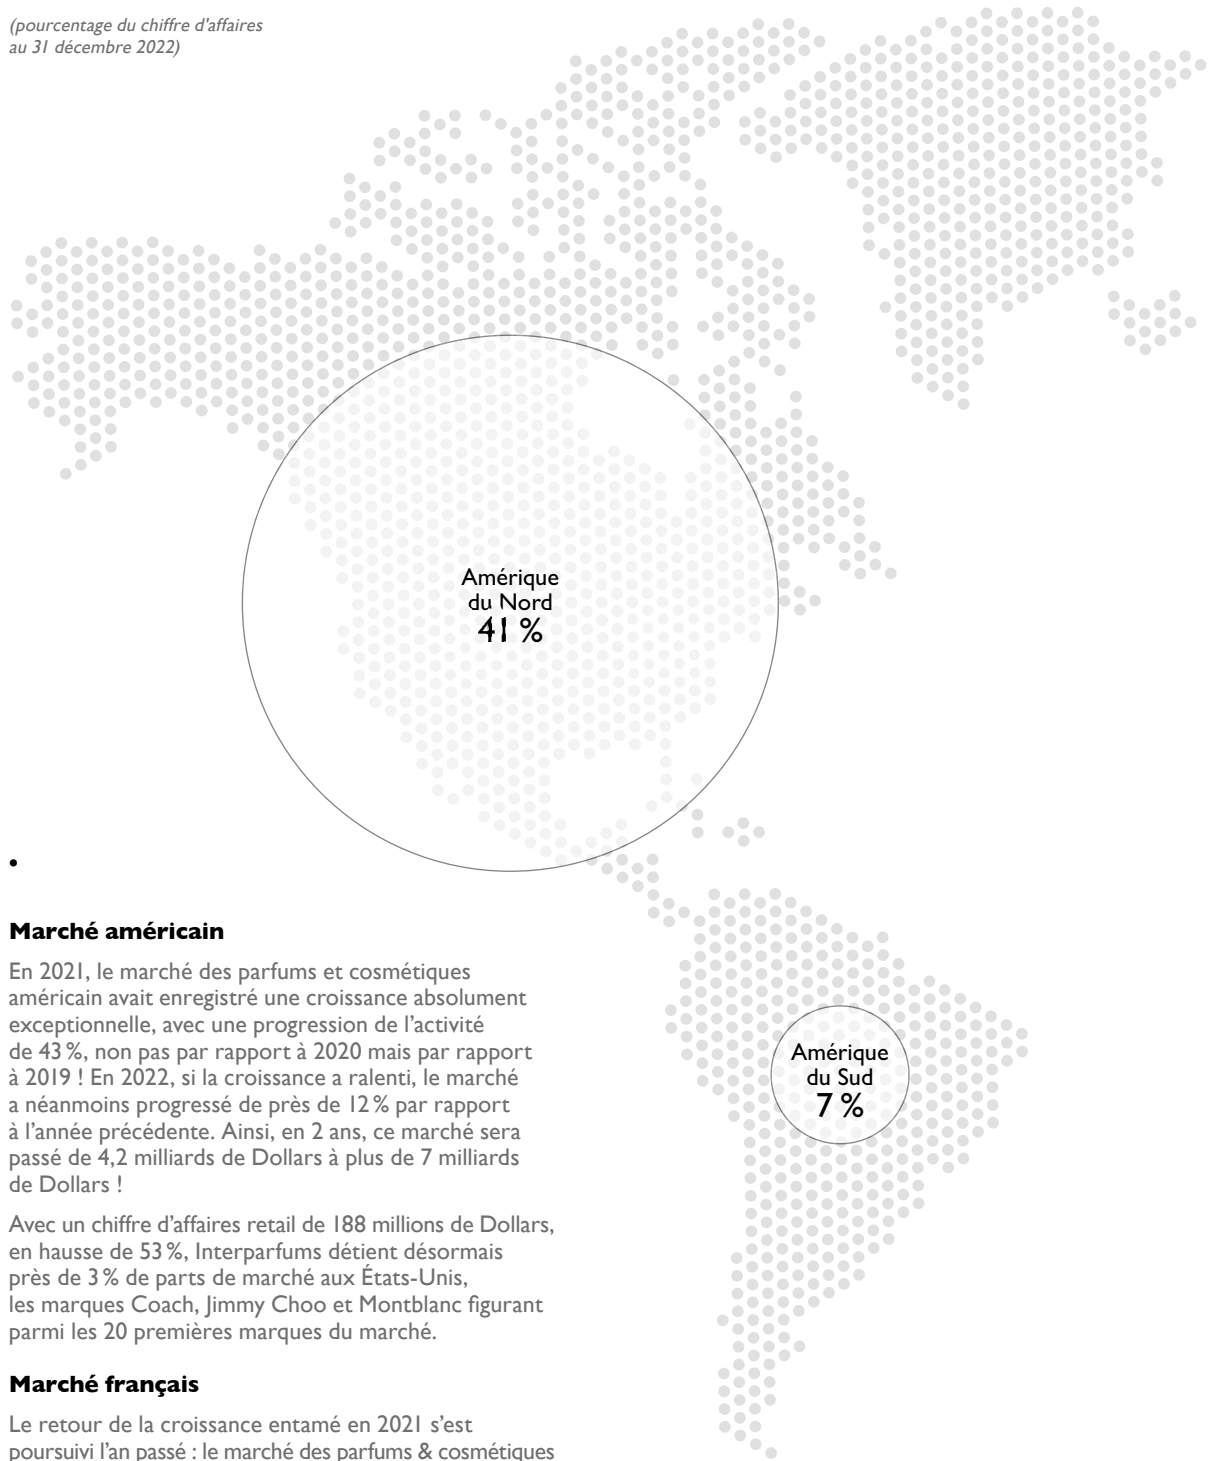 (pourcentage du chiffre d'affaires
au 31 décembre 2022)
Amérique
du Nord
41 %
Amérique
du Sud
7 %
•
Marché américain
En 2021, le marché des parfums et cosmétiques
américain avait enregistré une croissance absolument
exceptionnelle, avec une progression de l’activité
de 43 %, non pas par rapport à 2020 mais par rapport
à 2019 ! En 2022, si la croissance a ralenti, le marché
a néanmoins progressé de près de 12 % par rapport
à l’année précédente. Ainsi, en 2 ans, ce marché sera
passé de 4,2 milliards de Dollars à plus de 7 milliards
de Dollars !
Avec un chiffre d’affaires retail de 188 millions de Dollars,
en hausse de 53 %, Interparfums détient désormais
près de 3 % de parts de marché aux États-Unis,
les marques Coach, Jimmy Choo et Montblanc figurant
parmi les 20 premières marques du marché.
Marché français
Le retour de la croissance entamé en 2021 s’est
poursuivi l’an passé : le marché des parfums & cosmétiques